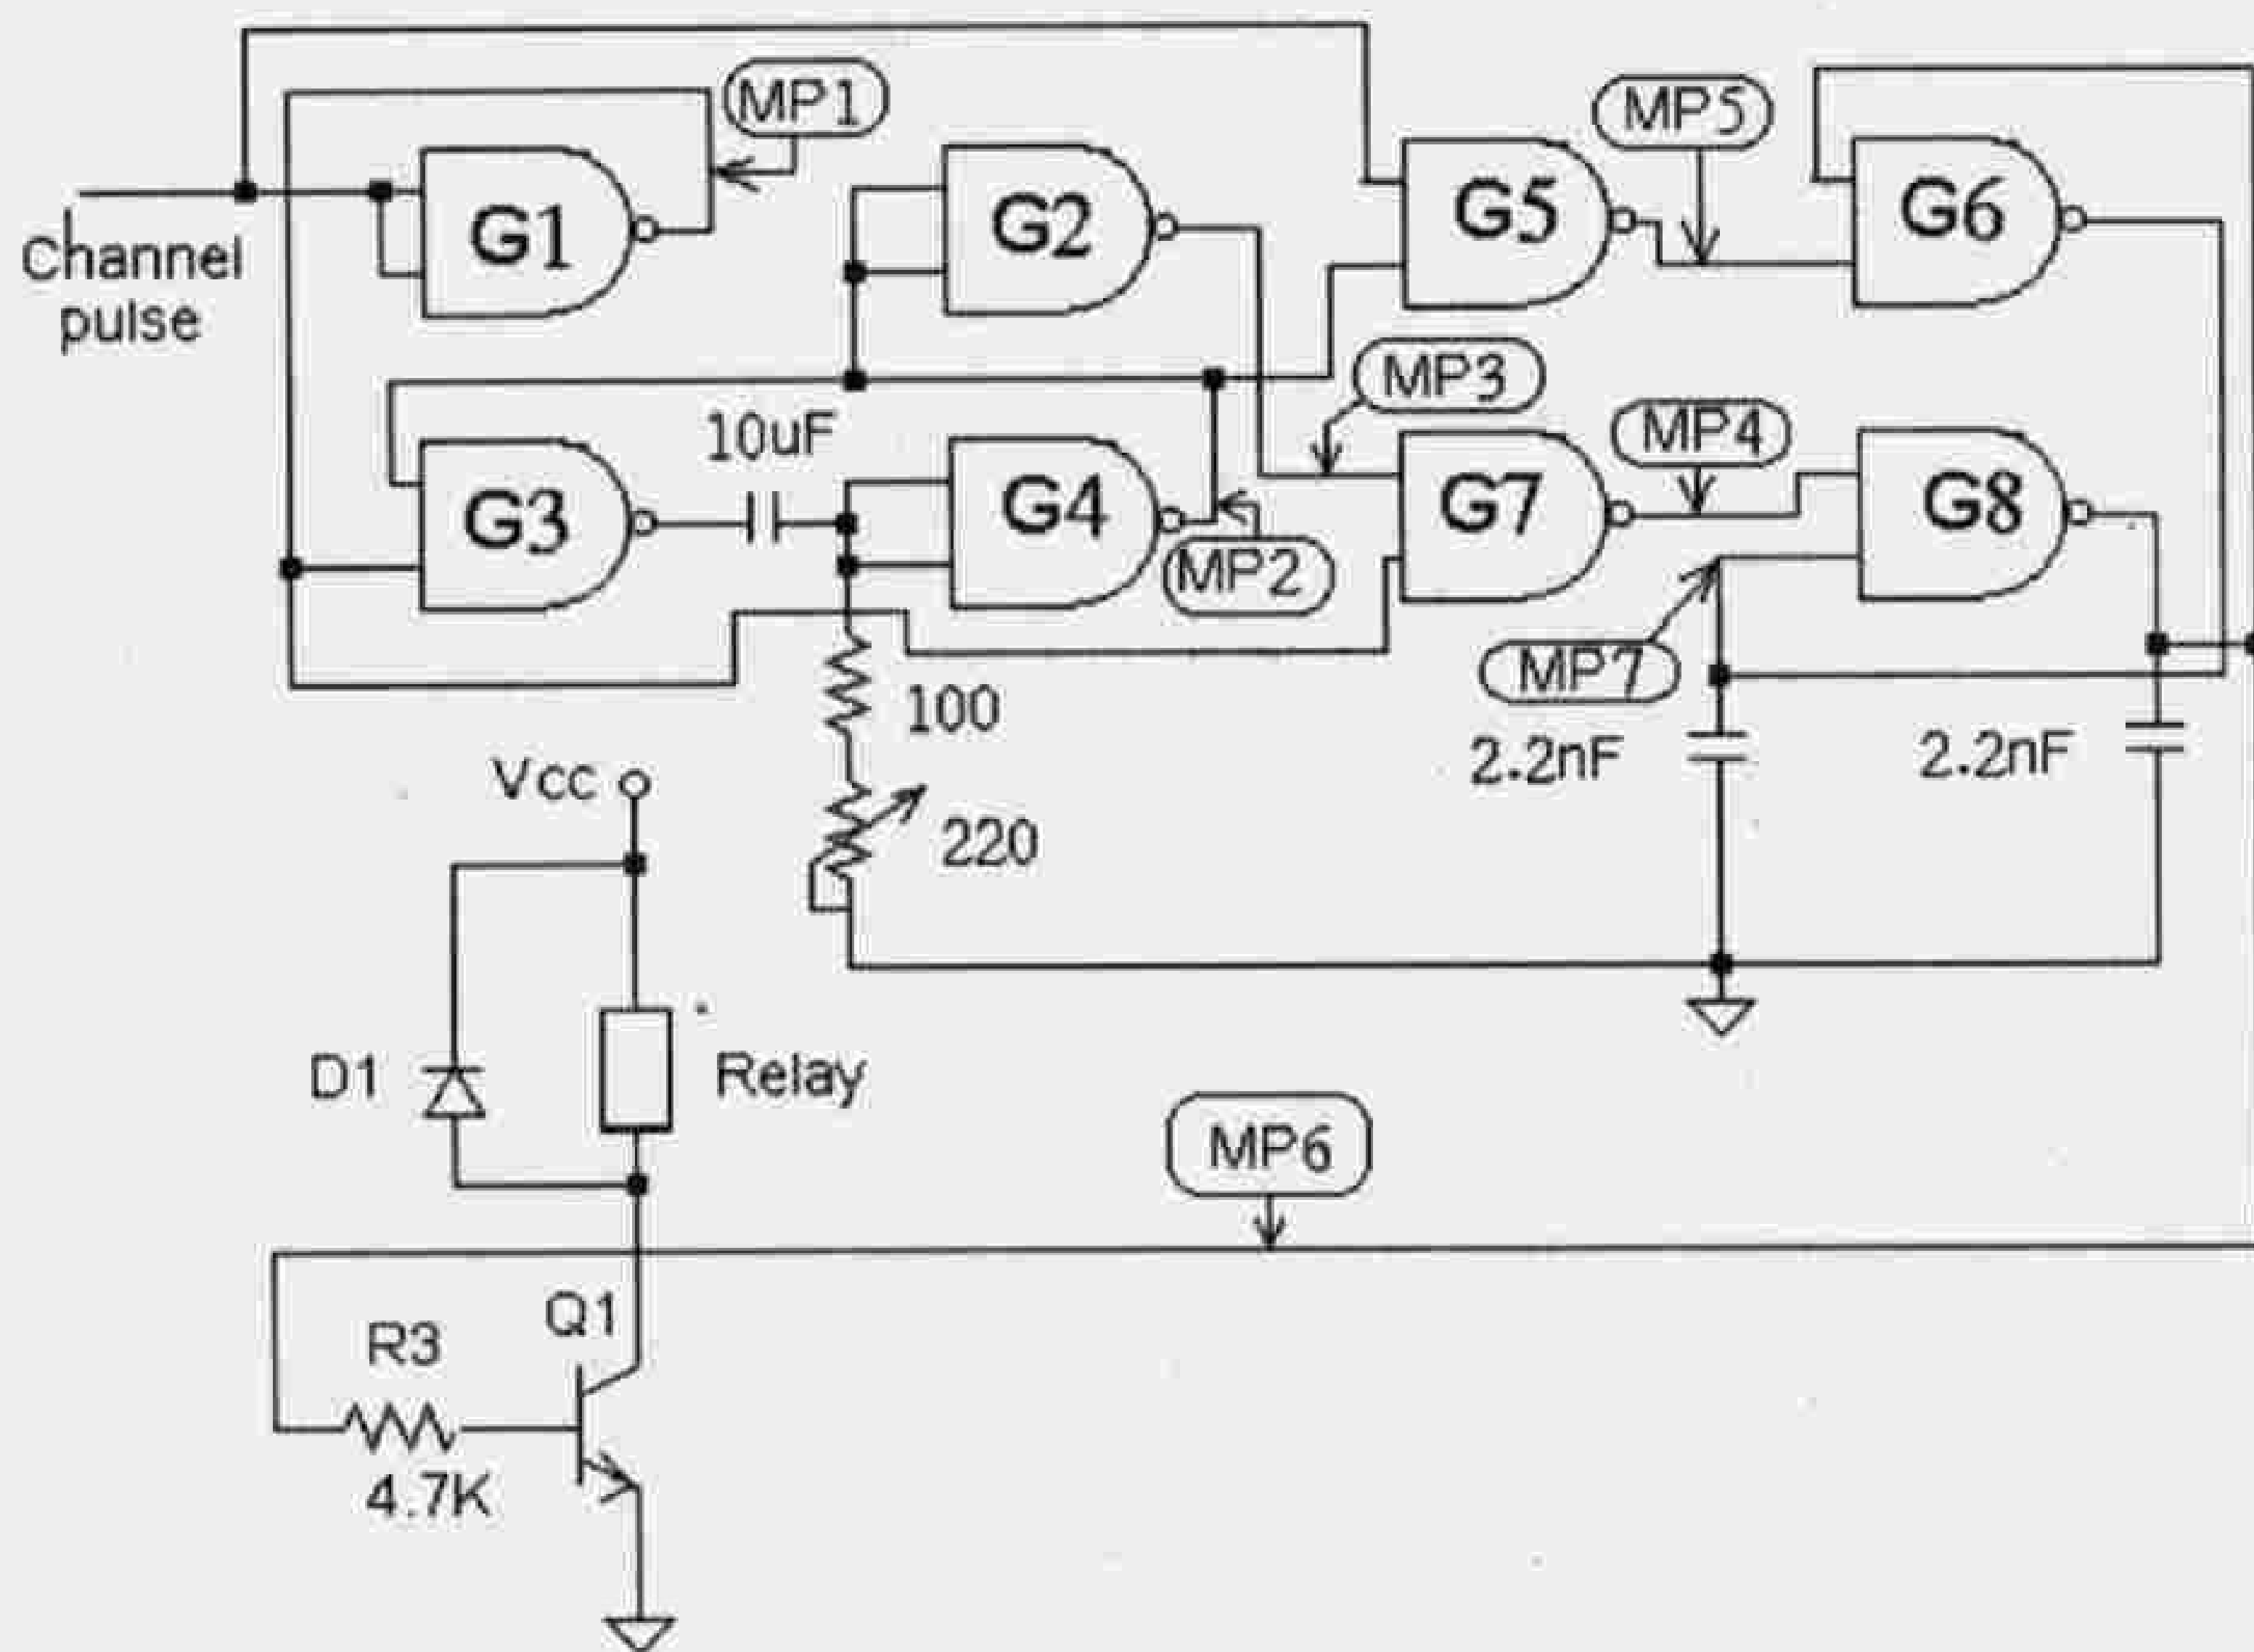 MP1
MP5
G1
G2
G5
G6
Channel
pulse
MP3
10uF
MP4
G3
G4
G7
G8
MP2
MP7
100
2.2nF
2.2nF
Vcc
220
D1
Relay
MP6
Q1
R3
4.7K